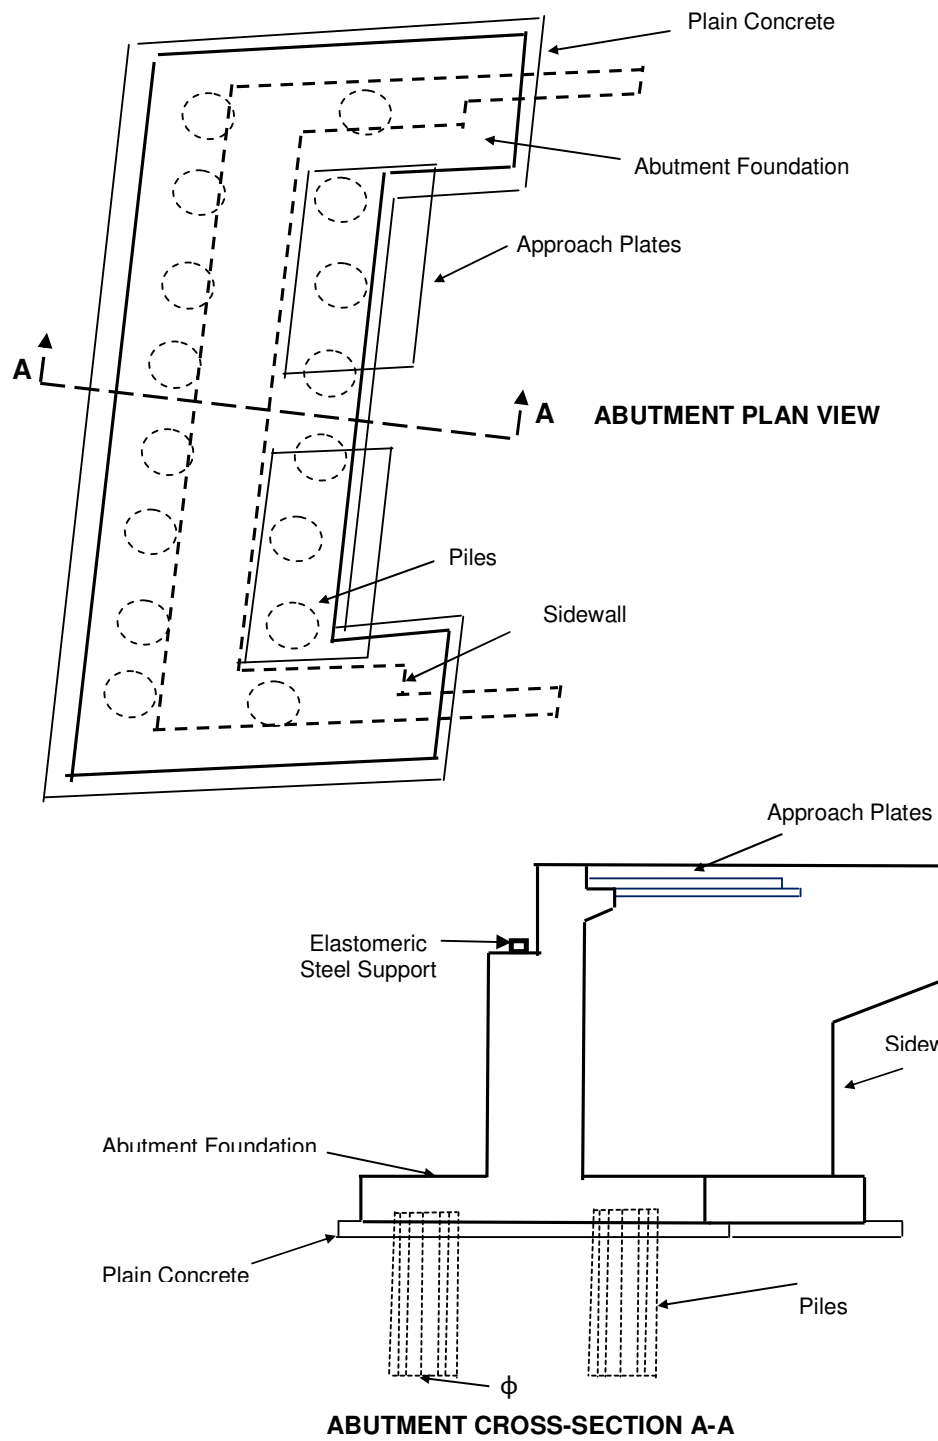 Plain Concrete
Abutment Foundation
Approach Plates
A
A ABUTMENT PLAN VIEW
Piles
Sidewall
Approach Plates
Elastomeric
Steel Support
Sidew
Abutment Foundation
Plain Concrete
Piles
ϕ
ABUTMENT CROSS-SECTION A-A